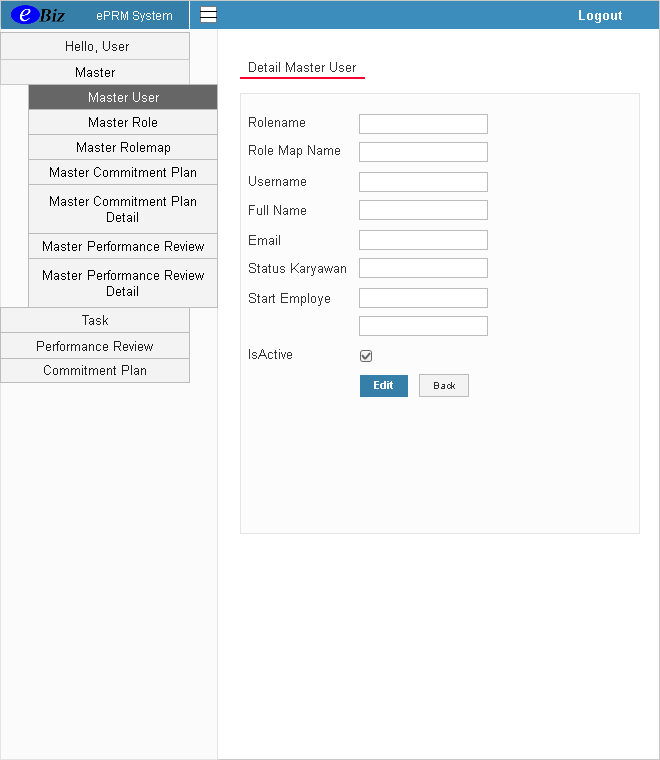 eBiz
ePRM System
Logout
Hello, User
Master
Master User
Master Role
Master Rolemap
Master Commitment Plan
Master Commitment Plan
Detail
Master Performance Review
Master Performance Review
Detail
Task
Performance Review
Commitment Plan
Detail Master User
Rolename
Role Map Name
Username
Full Name
Email
Status Karyawan
Start Employe
IsActive
Edit
Back